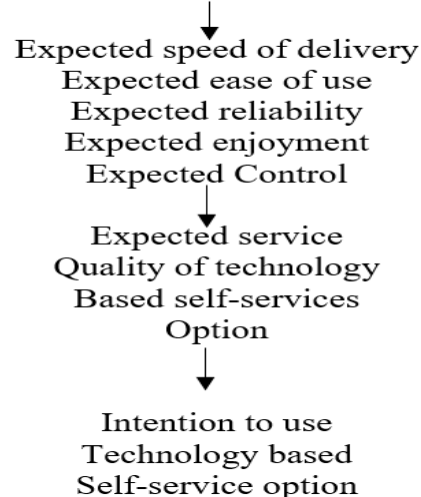 Expected speed of delivery
Expected ease of use
Expected reliability
Expected enjoyment
Expected Control
Expected service
Quality of technology
Based self-services
Option
Intention to use
Technology based
Self-service option